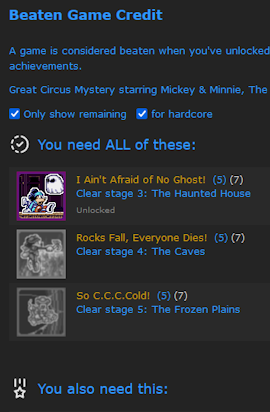 Beaten Game Credit
A game is considered beaten when you've unlocked
achievements.
Great Circus Mystery starring Mickey & Minnie, The
Only show remaining for hardcore
You need ALL of these:
I Ain't Afraid of No Ghost! (5) (7)
Clear stage 3: The Haunted House
Unlocked
Rocks Fall, Everyone Dies! (5) (7)
Clear stage 4: The Caves
So C.C.C.Cold! (5) (7)
Clear stage 5: The Frozen Plains
You also need this: